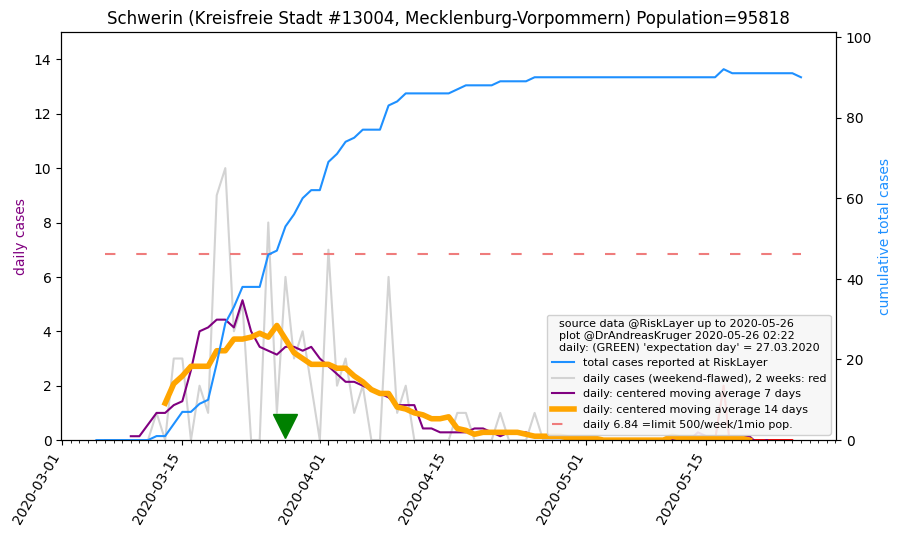 Schwerin (Kreisfreie Stadt #13004, Mecklenburg-Vorpommern) Population=95818
14
12
10
8
6
4
2
0
daily cases
100
80
60
40
20
0
cumulative total cases
source data @RiskLayer up to 2020-05-26
plot @DrAndreasKruger 2020-05-26 02:22
daily: (GREEN) 'expectation day' = 27.03.2020
total cases reported at RiskLayer
daily cases (weekend-flawed), 2 weeks: red
daily: centered moving average 7 days
daily: centered moving average 14 days
daily 6.84 =limit 500/week/1mio pop.
2020-03-01
2020-03-15
2020-04-01
2020-04-15
2020-05-01
2020-05-15